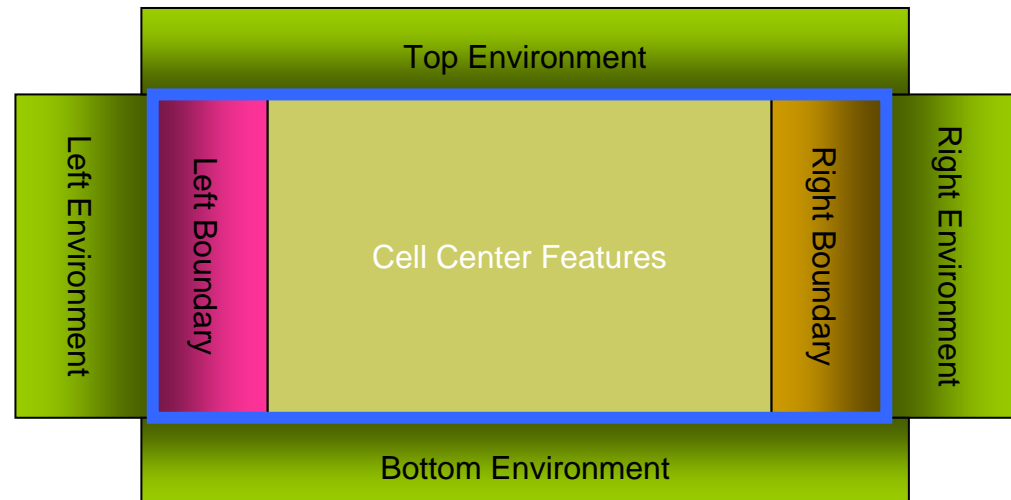 Top Environment
Left Environment
Left Boundary
Cell Center Features
Right Boundary
Right Environment
Bottom Environment